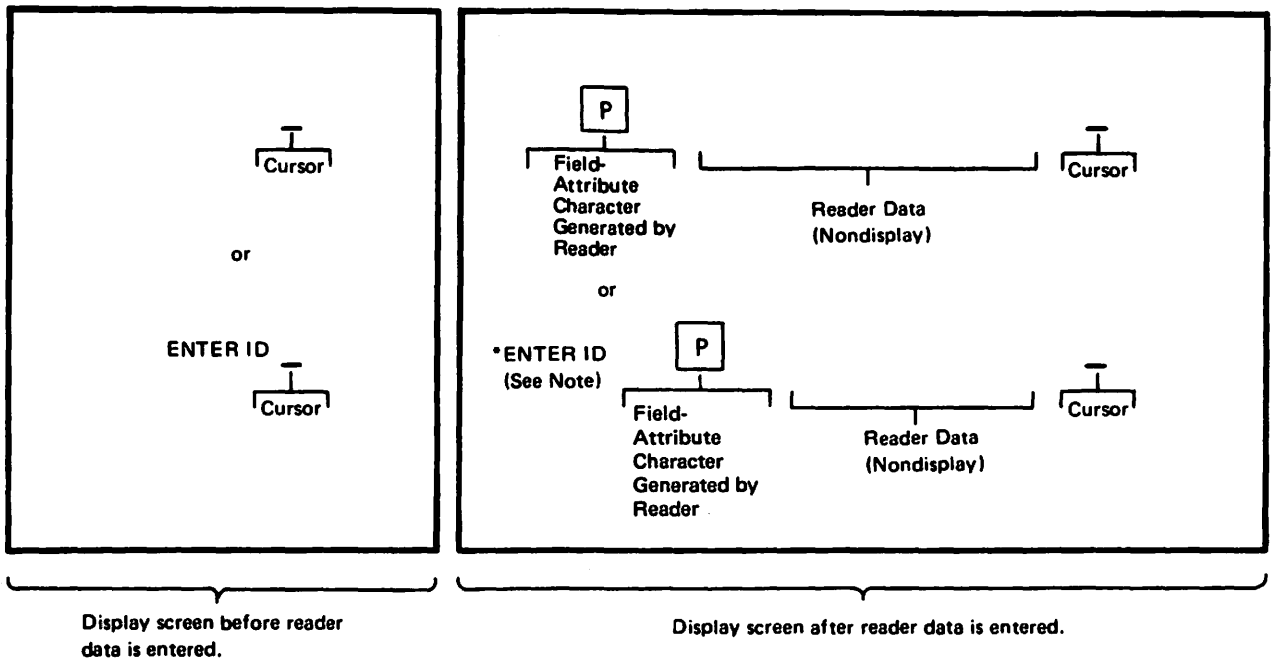 Cursor
or
ENTER ID
Cursor
Display screen before reader
data is entered.
P
Field-
Attribute
Character
Generated by
Reader
Reader Data
(Nondisplay)
Cursor
or
*ENTER ID
(See Note)
P
Field-
Attribute
Character
Generated by
Reader
Reader Data
(Nondisplay)
Cursor
Display screen after reader data is entered.